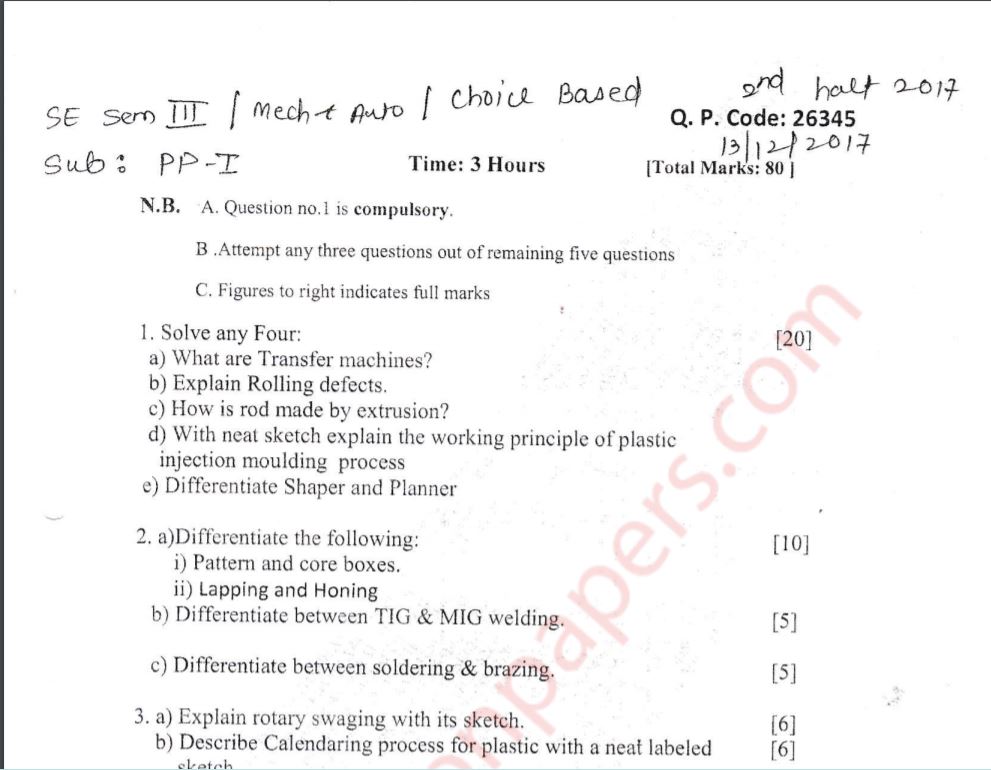 SE Sem III / Mech + Auto / Choice Based 2nd half 2017
Q. P. Code: 26345
13/12/2017
Sub : PP-I Time: 3 Hours [Total Marks: 80 ]
N.B. A. Question no.1 is compulsory.
B .Attempt any three questions out of remaining five questions
C. Figures to right indicates full marks
1. Solve any Four: [20]
a) What are Transfer machines?
b) Explain Rolling defects.
c) How is rod made by extrusion?
d) With neat sketch explain the working principle of plastic
injection moulding process
e) Differentiate Shaper and Planner
2. a)Differentiate the following: [10]
i) Pattern and core boxes.
ii) Lapping and Honing
b) Differentiate between TIG & MIG welding. [5]
c) Differentiate between soldering & brazing. [5]
3. a) Explain rotary swaging with its sketch. [6]
b) Describe Calendaring process for plastic with a neat labeled [6]
sketch
npapers.com